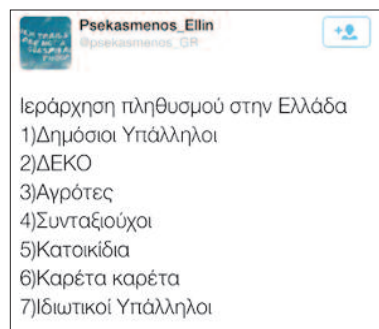 Psekasmenos_Ellin
@psekasmenos_GR
Ιεράρχηση πληθυσμού στην Ελλάδα
1)Δημόσιοι Υπάλληλοι
2)ΔΕΚΟ
3)Αγρότες
4)Συνταξιούχοι
5)Κατοικίδια
6)Καρέτα καρέτα
7)Ιδιωτικοί Υπάλληλοι